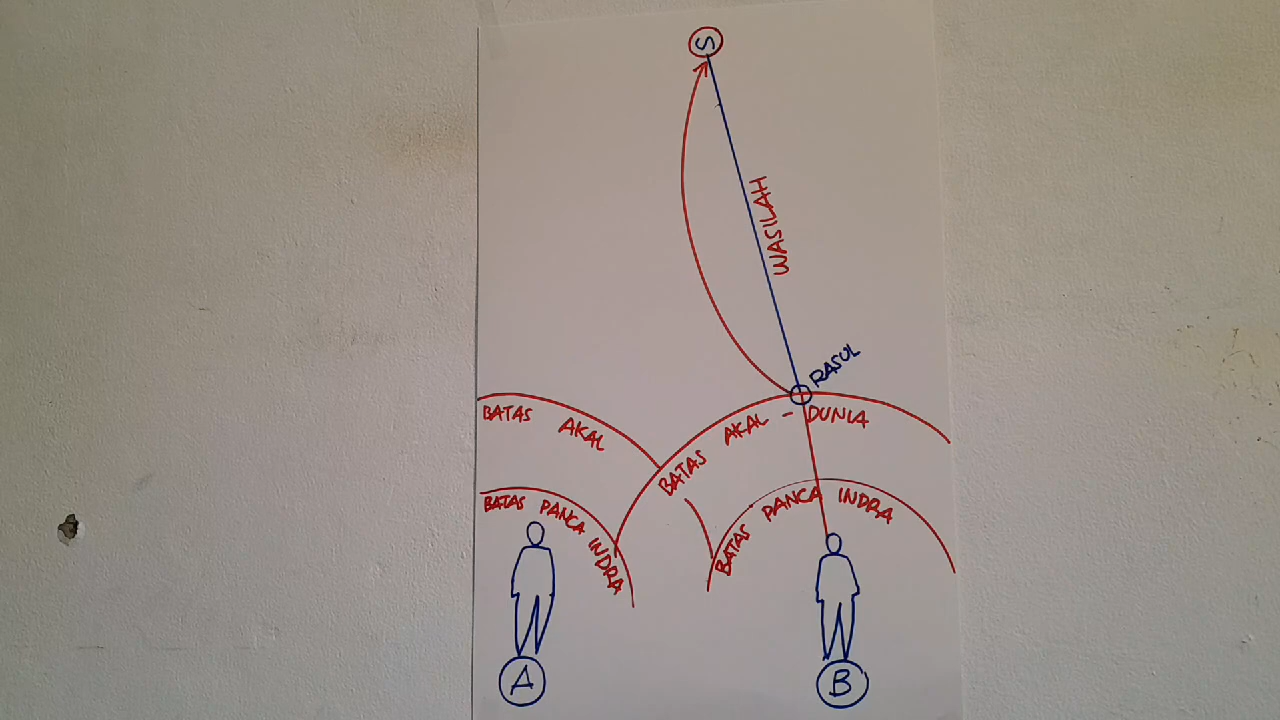 S
WASILAH
RASUL
BATAS AKAL
BATAS AKAL - DUNIA
BATAS PANCA INDRA
BATAS PANCA INDRA
A
B